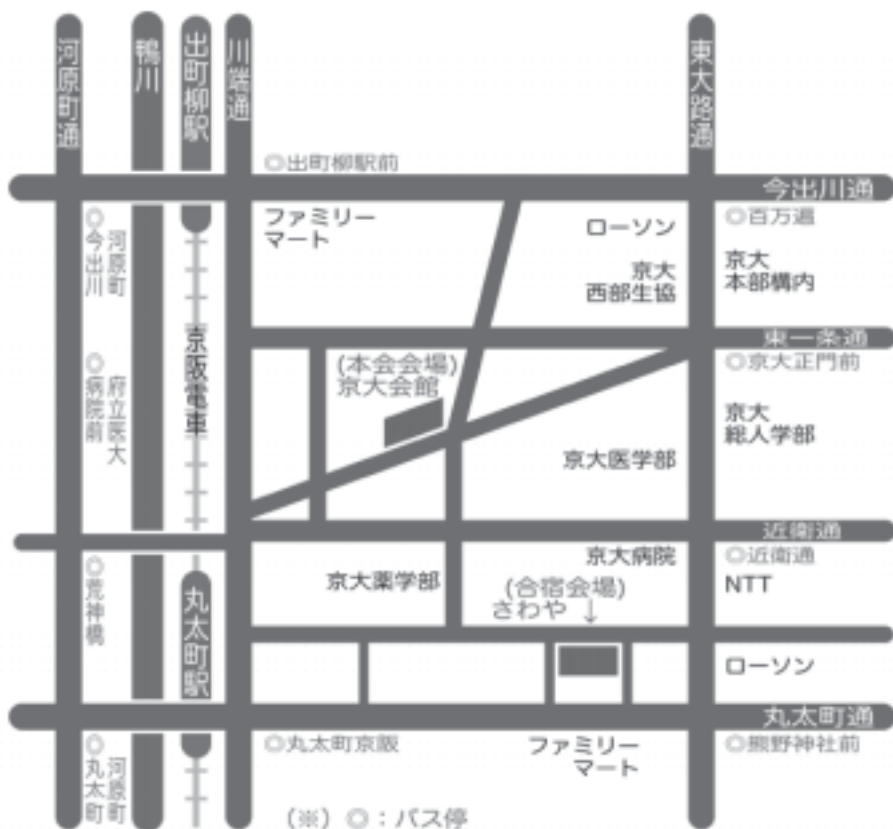 河原町通
鴨川
出町柳駅
川端通
東大路通
◎出町柳駅前
今出川通
◎河原町
今出川
ファミリー
マート
ローソン
◎百万遍
京大
西部生協
京大
本部構内
京阪電車
東一条通
◎府立医大
病院前
(本会会場)
京大会館
◎京大正門前
京大
総人学部
京大医学部
近衛通
◎荒神橋
京大薬学部
京大病院
◎近衛通
(合宿会場)
さわや ↓
NTT
丸太町駅
ローソン
丸太町通
◎河原町
丸太町
◎丸太町京阪
ファミリー
マート
◎熊野神社前
(※) ◎：バス停